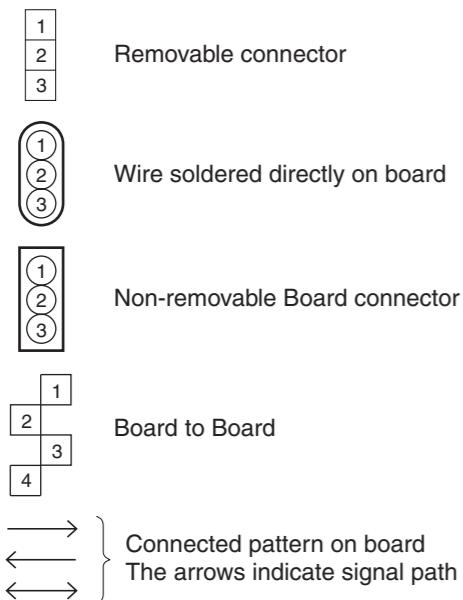 1
2
3
Removable connector
1
2
3
Wire soldered directly on board
1
2
3
Non-removable Board connector
1
2
3
4
Board to Board
Connected pattern on board
The arrows indicate signal path